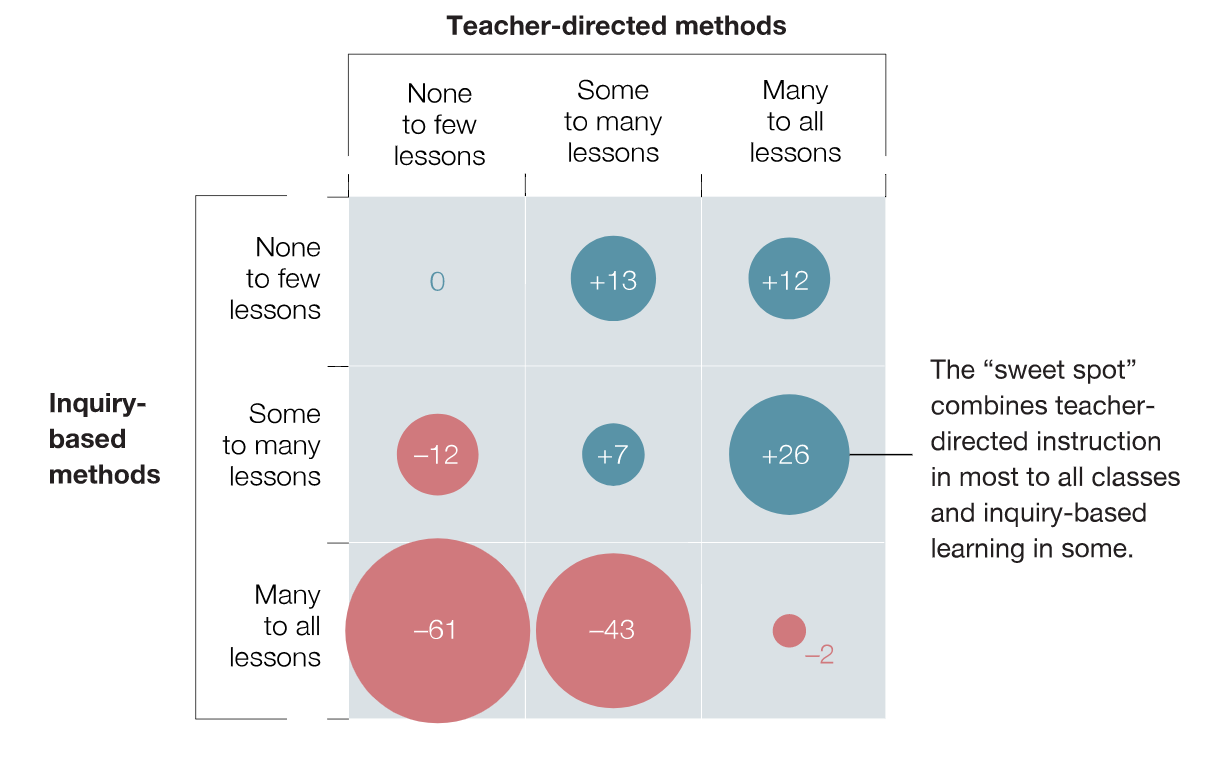 Teacher-directed methods
None
to few
lessons
Some
to many
lessons
Many
to all
lessons
Inquiry-
based
methods
None
to few
lessons
0
+13
+12
Some
to many
lessons
–12
+7
+26
Many
to all
lessons
–61
–43
–2
The “sweet spot”
combines teacher-
directed instruction
in most to all classes
and inquiry-based
learning in some.